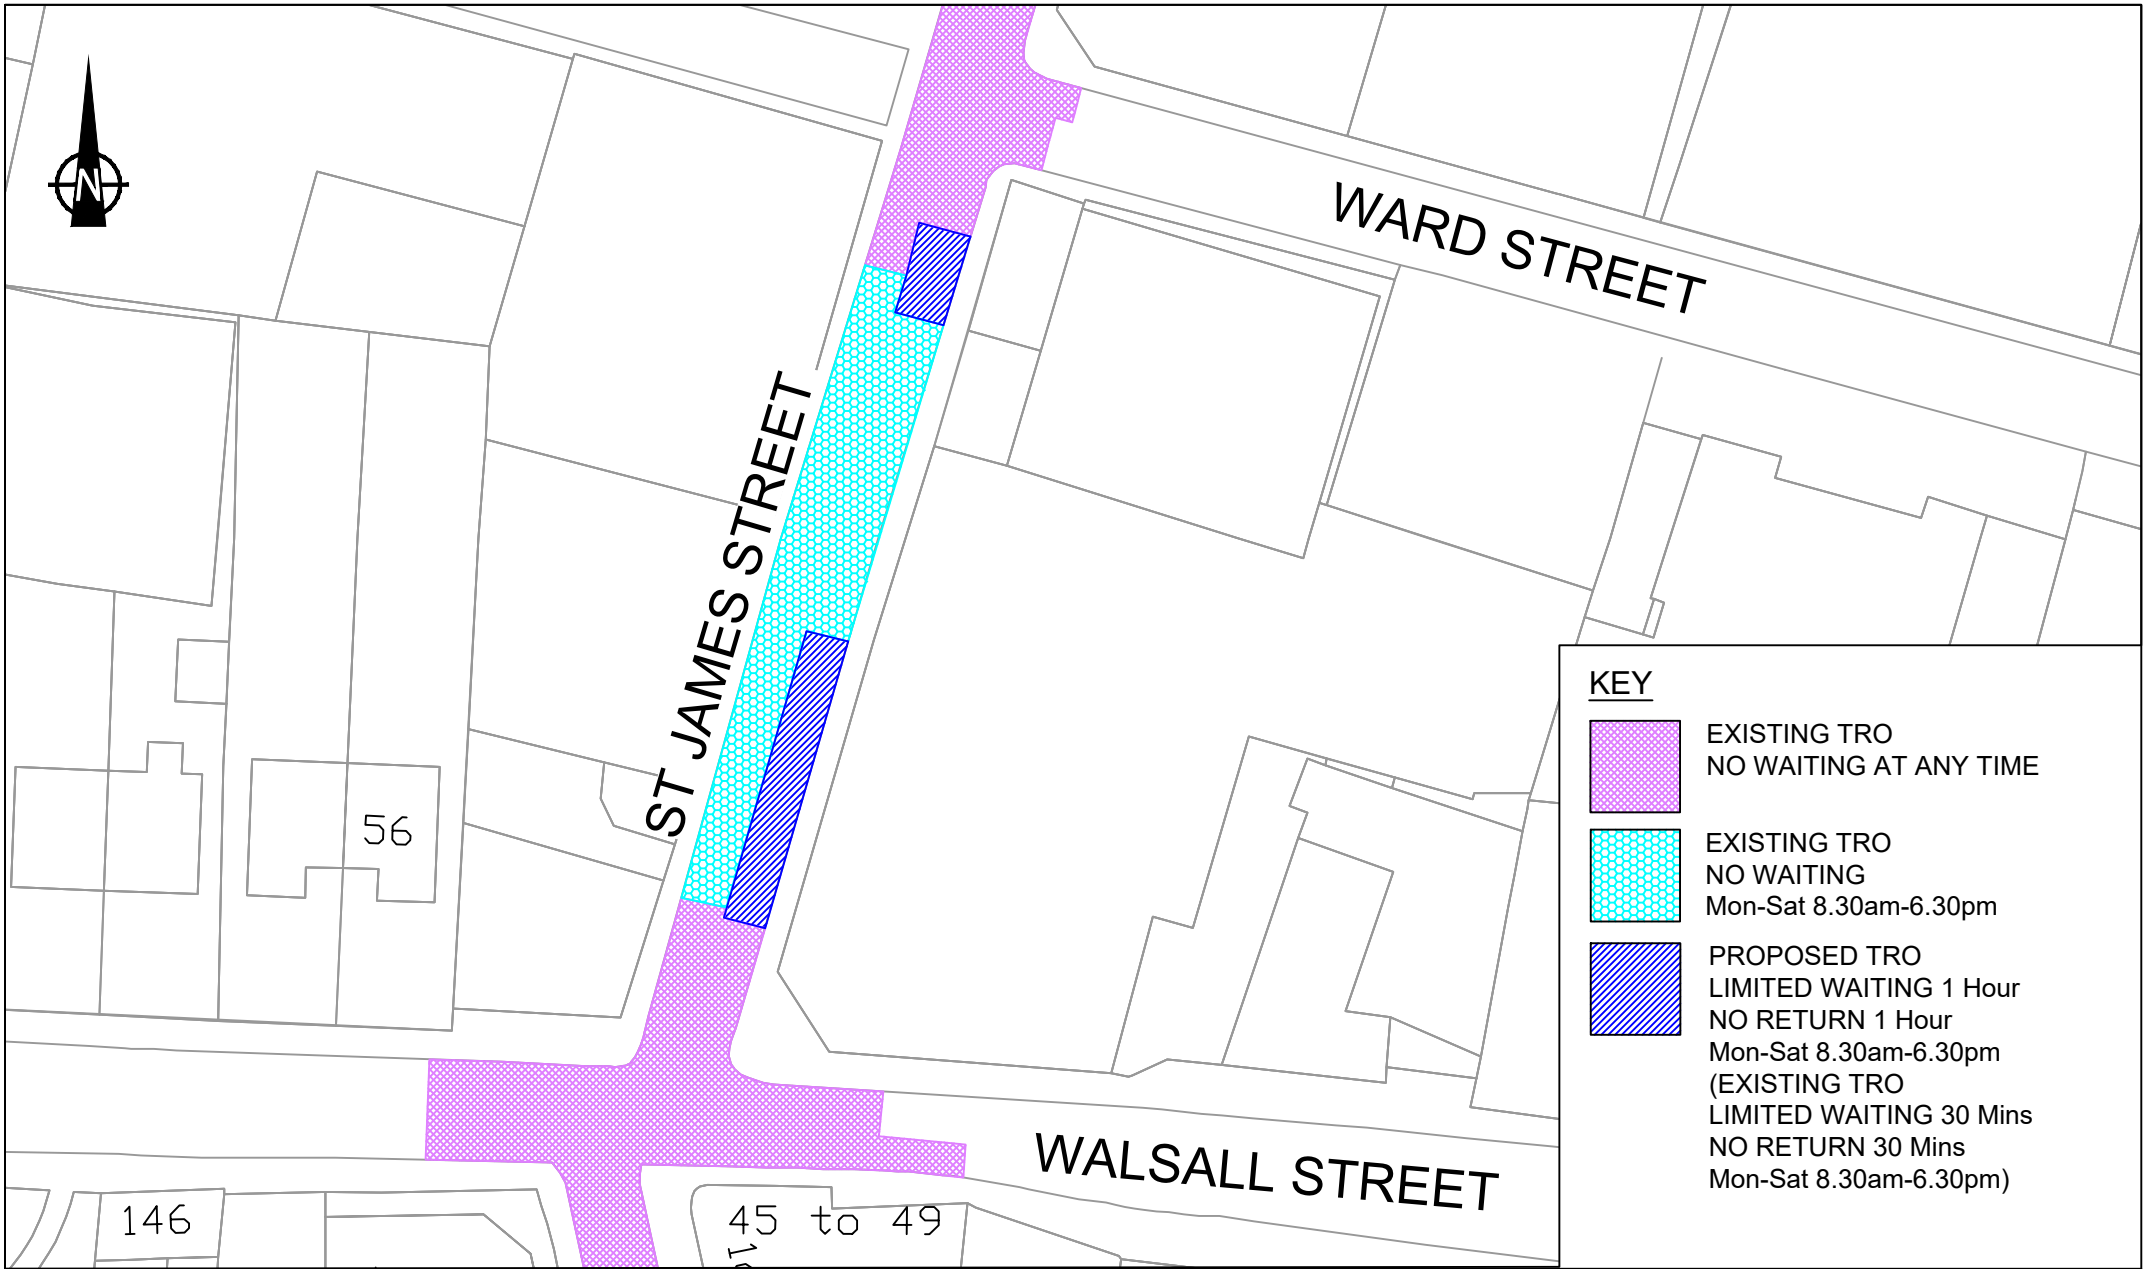 N
WARD STREET
ST JAMES STREET
56
WALSALL STREET
146
45 to 49
KEY
EXISTING TRO
NO WAITING AT ANY TIME
EXISTING TRO
NO WAITING
Mon-Sat 8.30am-6.30pm
PROPOSED TRO
LIMITED WAITING 1 Hour
NO RETURN 1 Hour
Mon-Sat 8.30am-6.30pm
(EXISTING TRO
LIMITED WAITING 30 Mins
NO RETURN 30 Mins
Mon-Sat 8.30am-6.30pm)